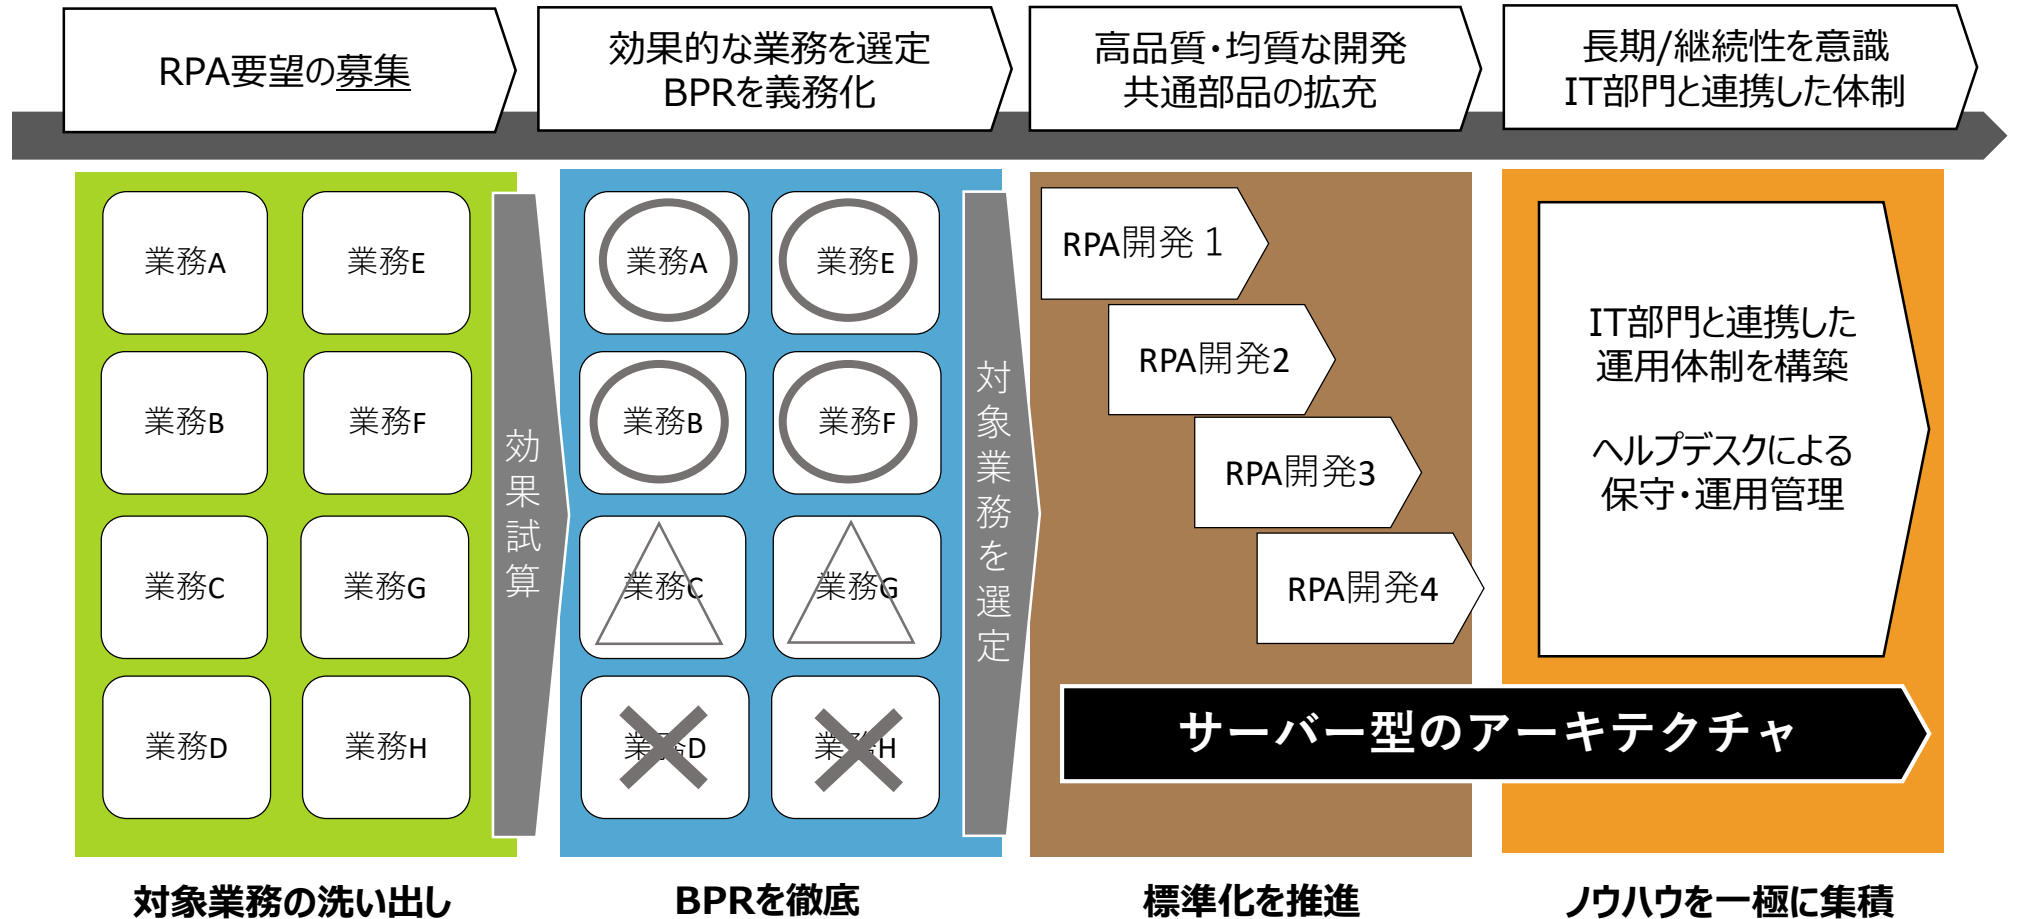 RPA要望の募集
効果的な業務を選定
BPRを義務化
高品質・均質な開発
共通部品の拡充
長期/継続性を意識
IT部門と連携した体制
業務A
業務E
業務B
業務F
業務C
業務G
業務D
業務H
効果試算
業務A
業務E
業務B
業務F
業務C
業務G
業務D
業務H
対象業務を選定
RPA開発１
RPA開発2
RPA開発3
RPA開発4
IT部門と連携した
運用体制を構築
ヘルプデスクによる
保守・運用管理
サーバー型のアーキテクチャ
対象業務の洗い出し
BPRを徹底
標準化を推進
ノウハウを一極に集積